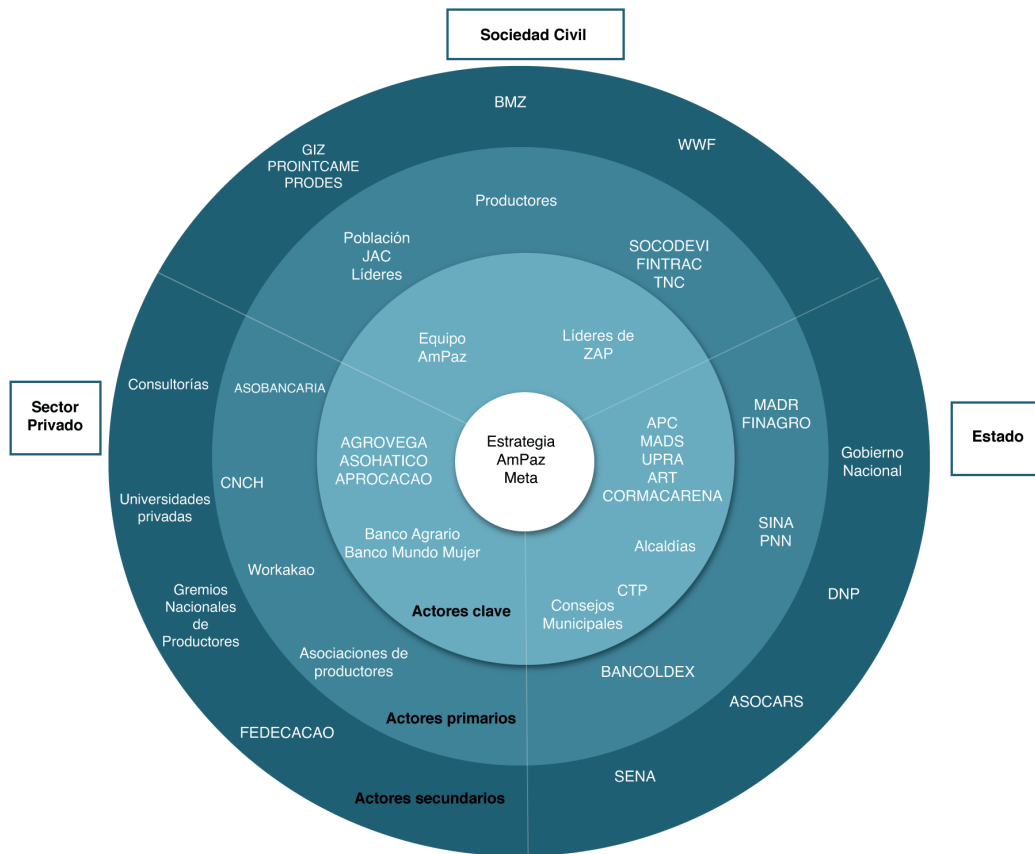 Sociedad Civil
BMZ
WWF
GIZ
PROINTCAME
PRODES
Productores
Población
JAC
Líderes
SOCODEVI
FINTRAC
TNC
Equipo
AmPaz
Líderes de
ZAP
Sector
Privado
Consultorías
ASOBANCARIA
AGROVEGA
ASOHATICO
APROCACAO
Estrategia
AmPaz
Meta
APC
MADS
UPRA
ART
CORMACARENA
MADR
FINAGRO
Gobierno
Nacional
Estado
CNCH
Universidades
privadas
Banco Agrario
Banco Mundo Mujer
Alcaldías
SINA
PNN
Workakao
Gremios
Nacionales
de
Productores
Actores clave
CTP
Consejos
Municipales
DNP
Asociaciones de
productores
BANCOLDEX
ASOCARS
Actores primarios
FEDECACAO
SENA
Actores secundarios